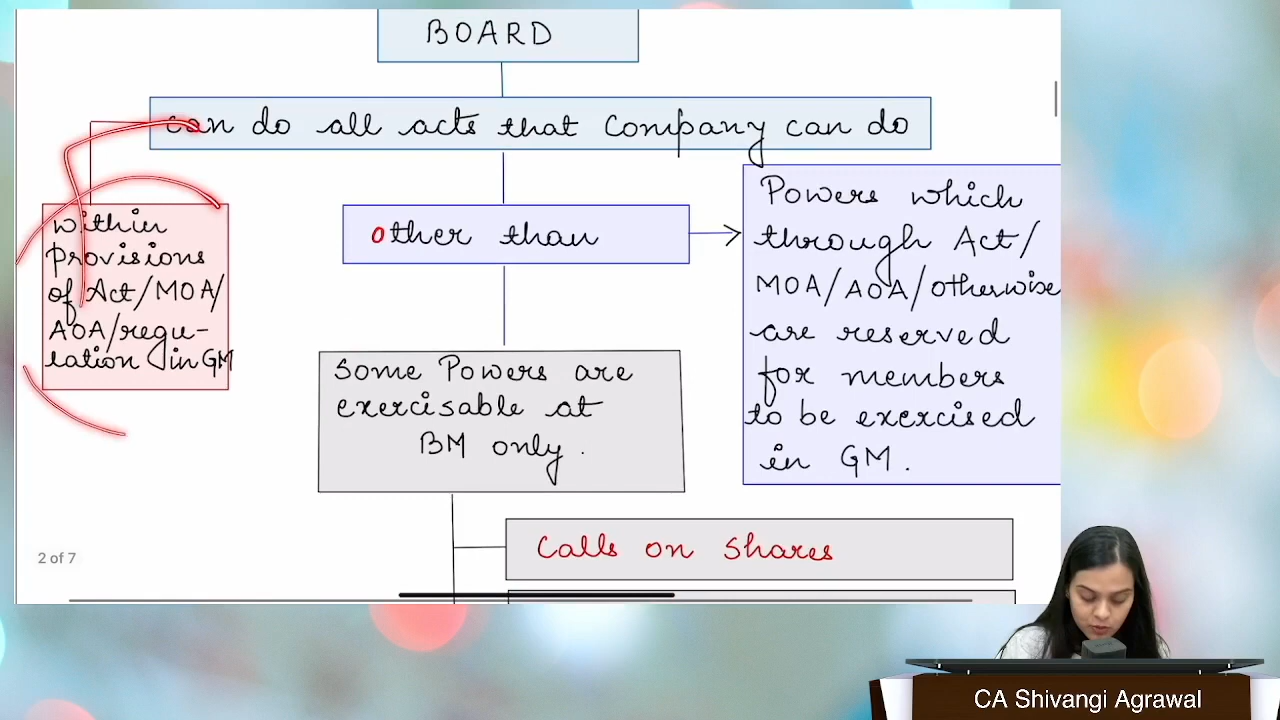 BOARD
can do all acts that Company can do
within
Provisions
of Act/MOA/
AOA/regu-
lation in GM
other than
Powers which
through Act/
MOA/AOA/otherwise
are reserved
for members
to be exercised
in GM.
Some Powers are
exercisable at
BM only.
Calls on Shares
2 of 7
CA Shivangi Agrawal